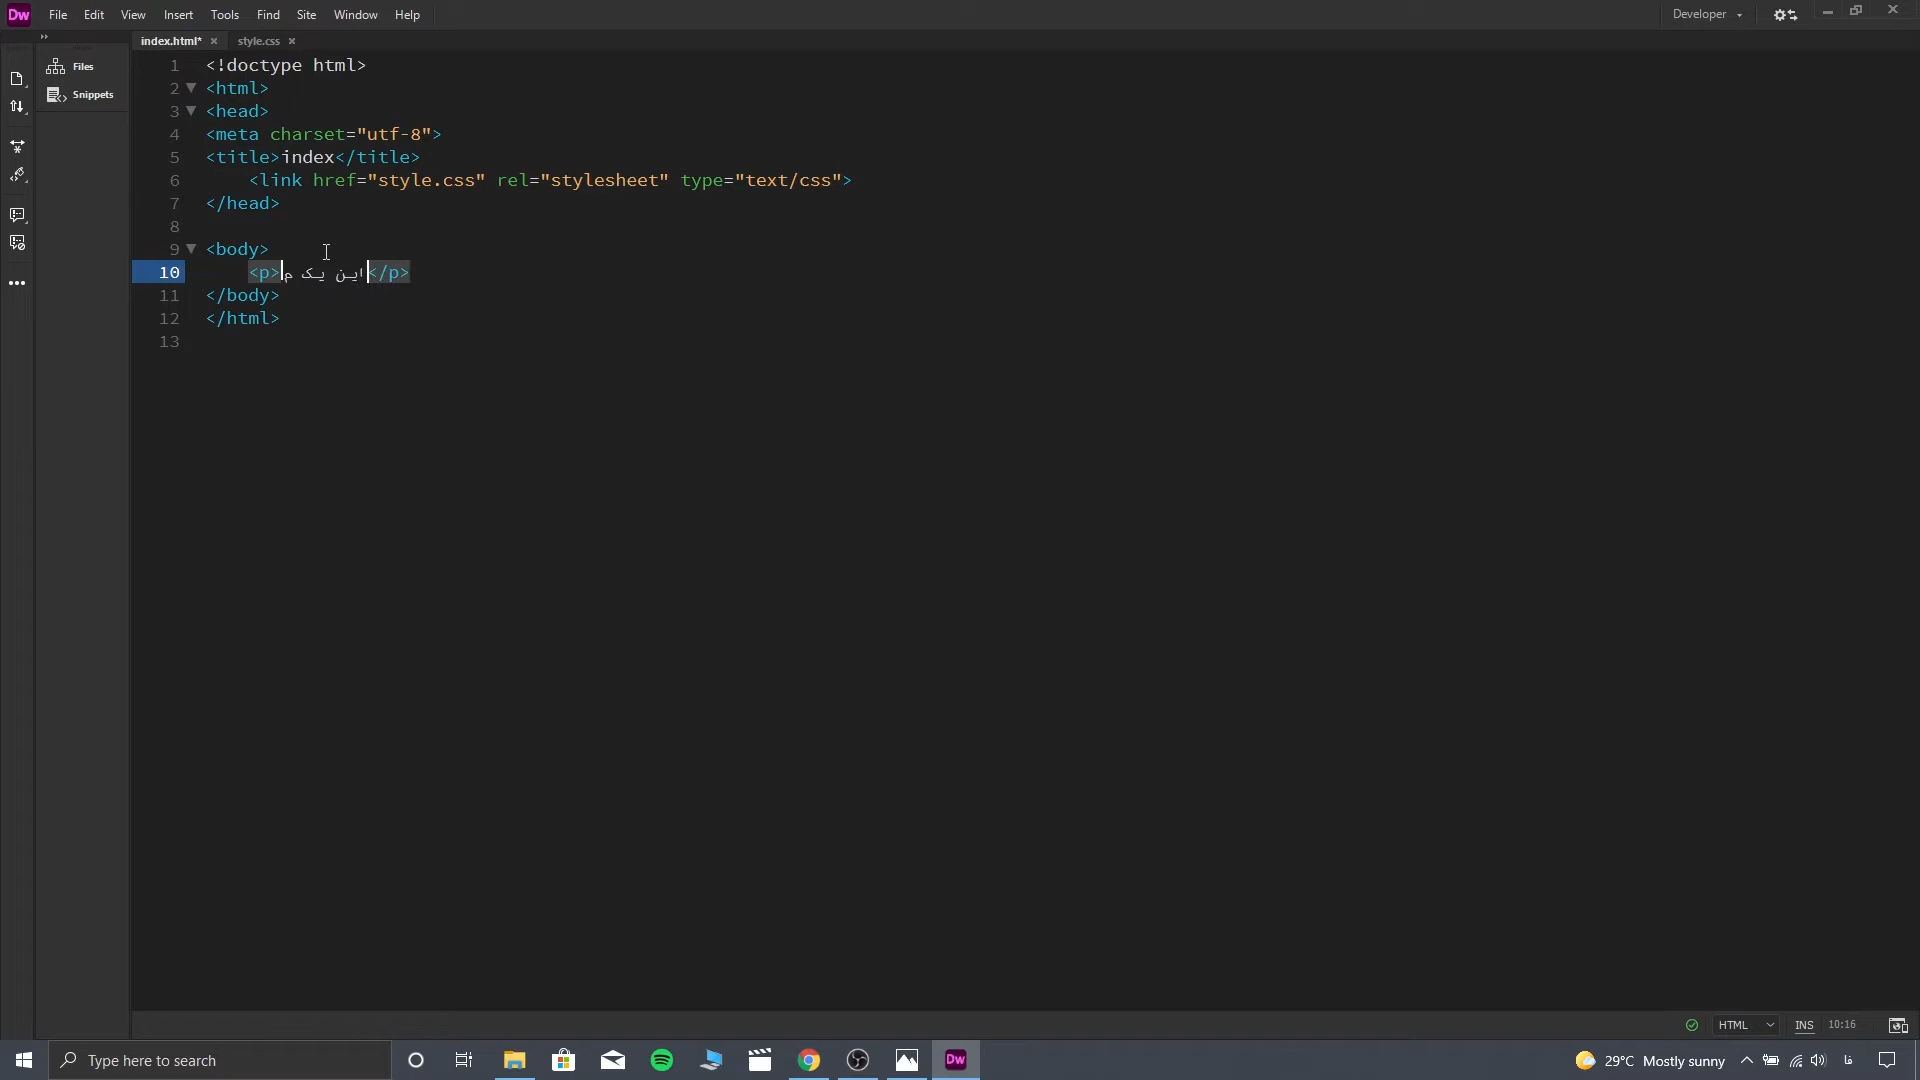 Dw File Edit View Insert Tools Find Site Window Help Developer
index.html* style.css
Files
Snippets
1 <!doctype html>
2 <html>
3 <head>
4 <meta charset="utf-8">
5 <title>index</title>
6 <link href="style.css" rel="stylesheet" type="text/css">
7 </head>
8
9 <body>
10 <p>این یک م</p>
11 </body>
12 </html>
13
HTML INS 10:16
Type here to search Dw 29°C Mostly sunny فا